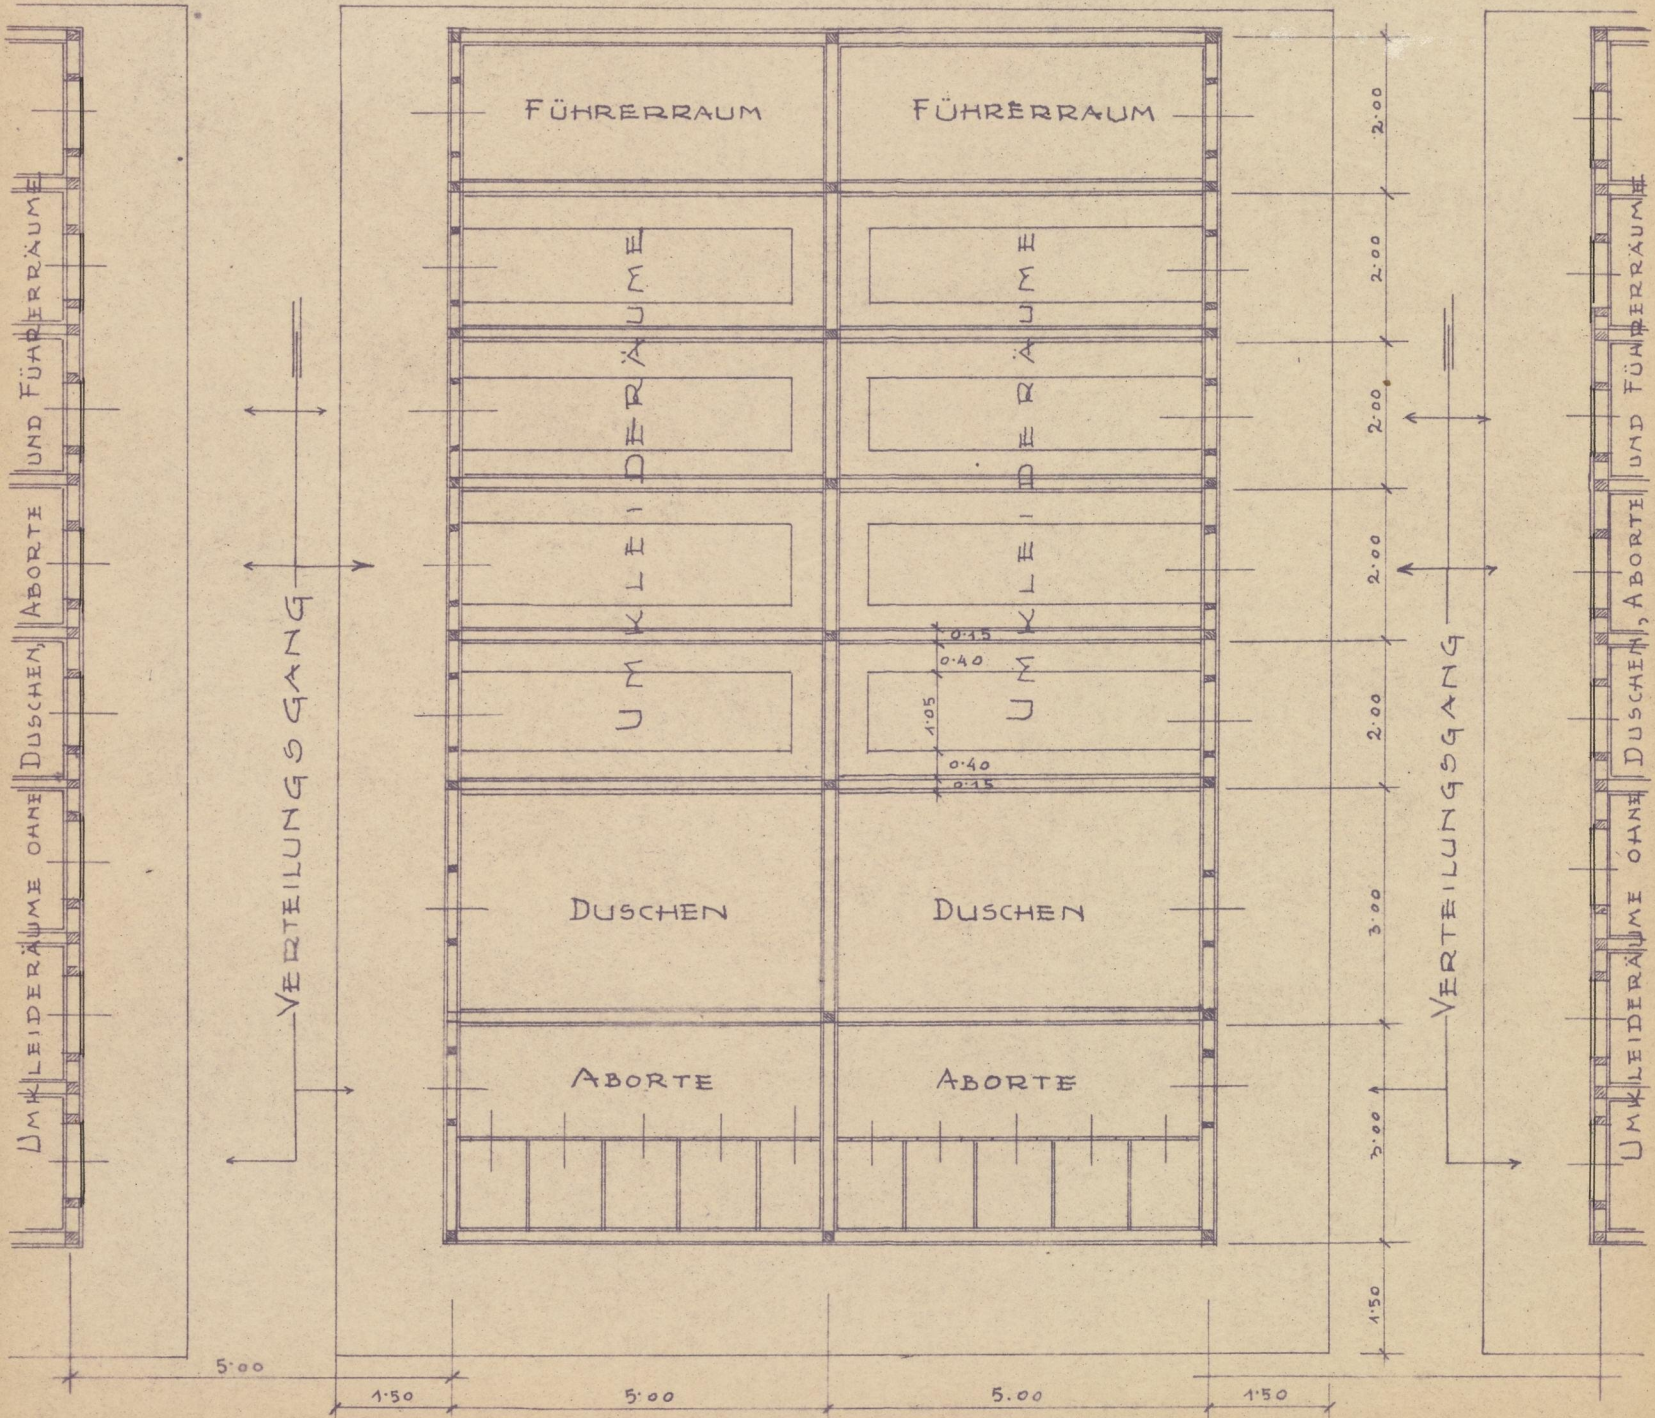 FÜHRERRAUM
FÜHRERRAUM
UMKLEIDERÄUME
UMKLEIDERÄUME
0·15
0·40
1·05
0·40
0·15
DUSCHEN
DUSCHEN
ABORTE
ABORTE
UMKLEIDERÄUME OHNE DUSCHEN, ABORTE UND FÜHRERRÄUME
VERTEILUNGSGANG
VERTEILUNGSGANG
UMKLEIDERÄUME OHNE DUSCHEN, ABORTE UND FÜHRERRÄUME
2·00
2·00
2·00
2·00
2·00
3·00
3·00
1·50
5·00
1·50
5·00
5.00
1·50